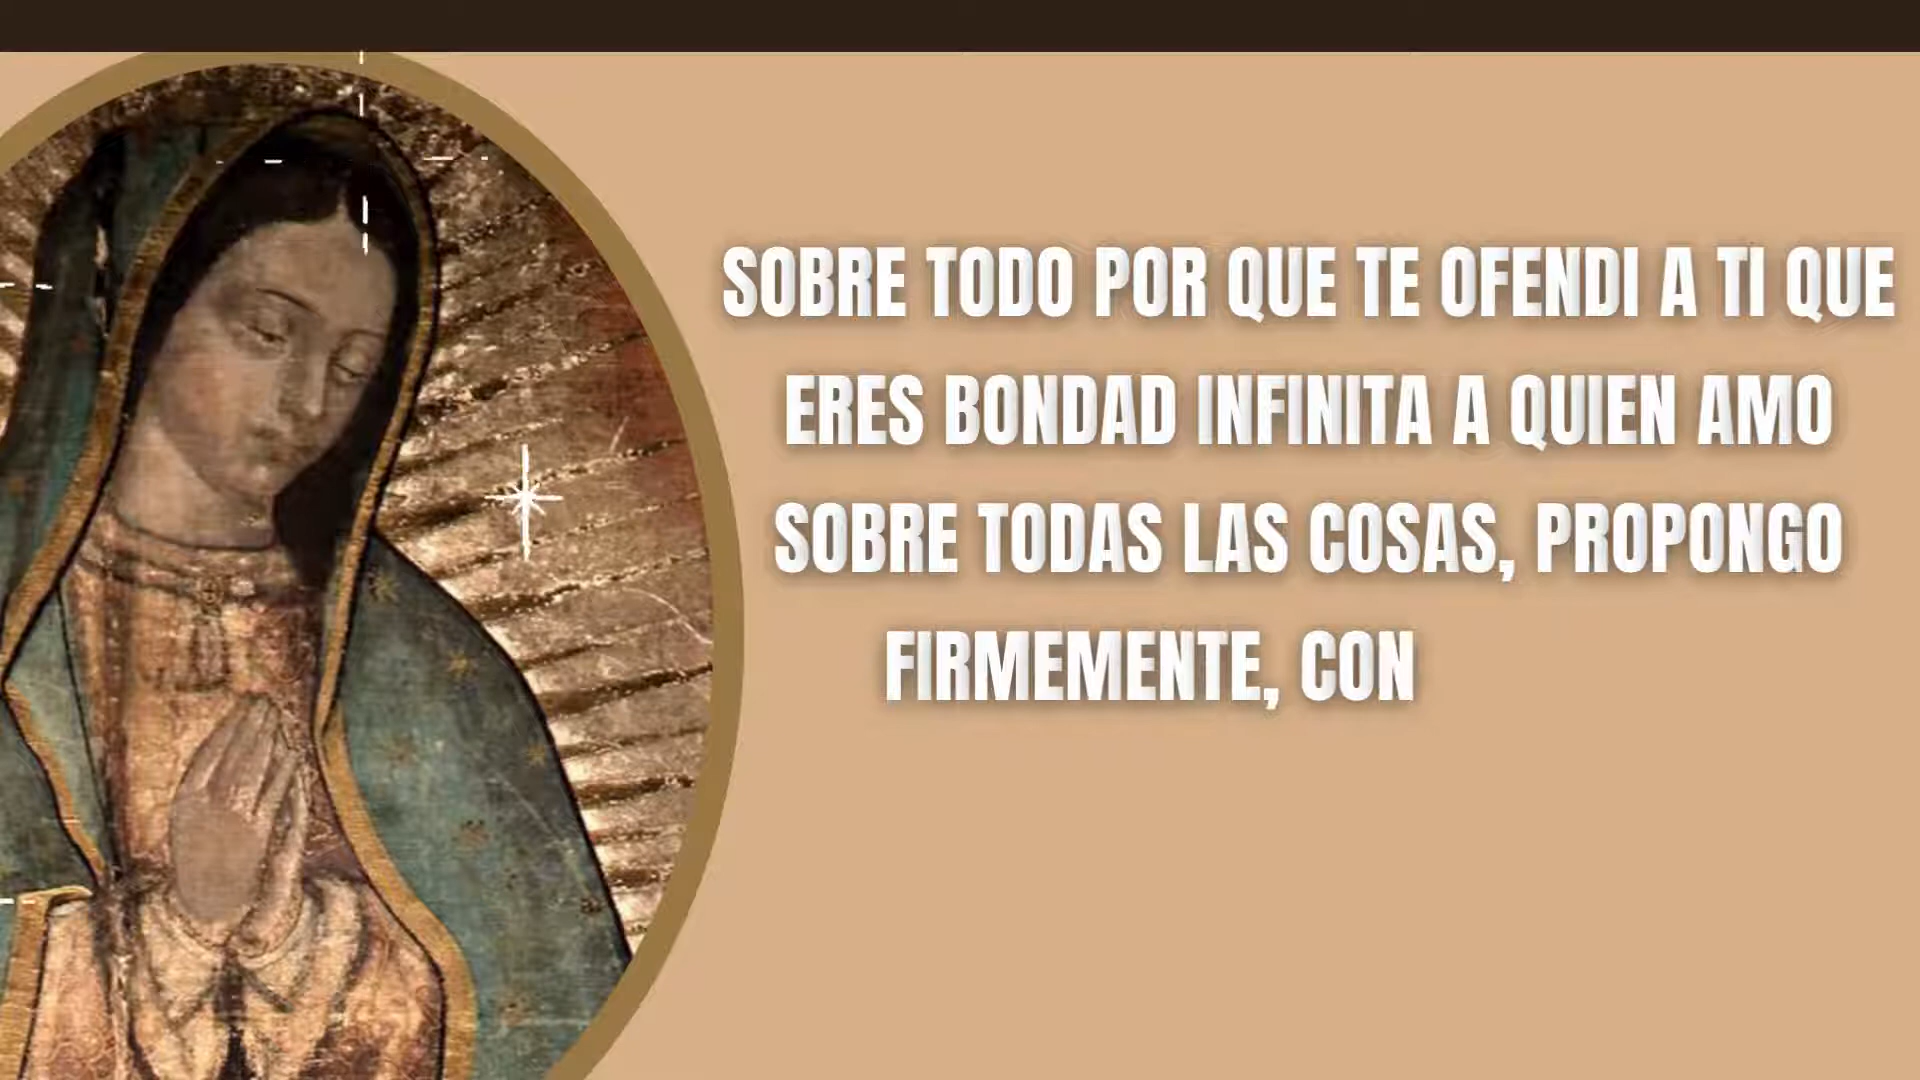 SOBRE TODO POR QUE TE OFENDI A TI QUE
ERES BONDAD INFINITA A QUIEN AMO
SOBRE TODAS LAS COSAS, PROPONGO
FIRMEMENTE, CON